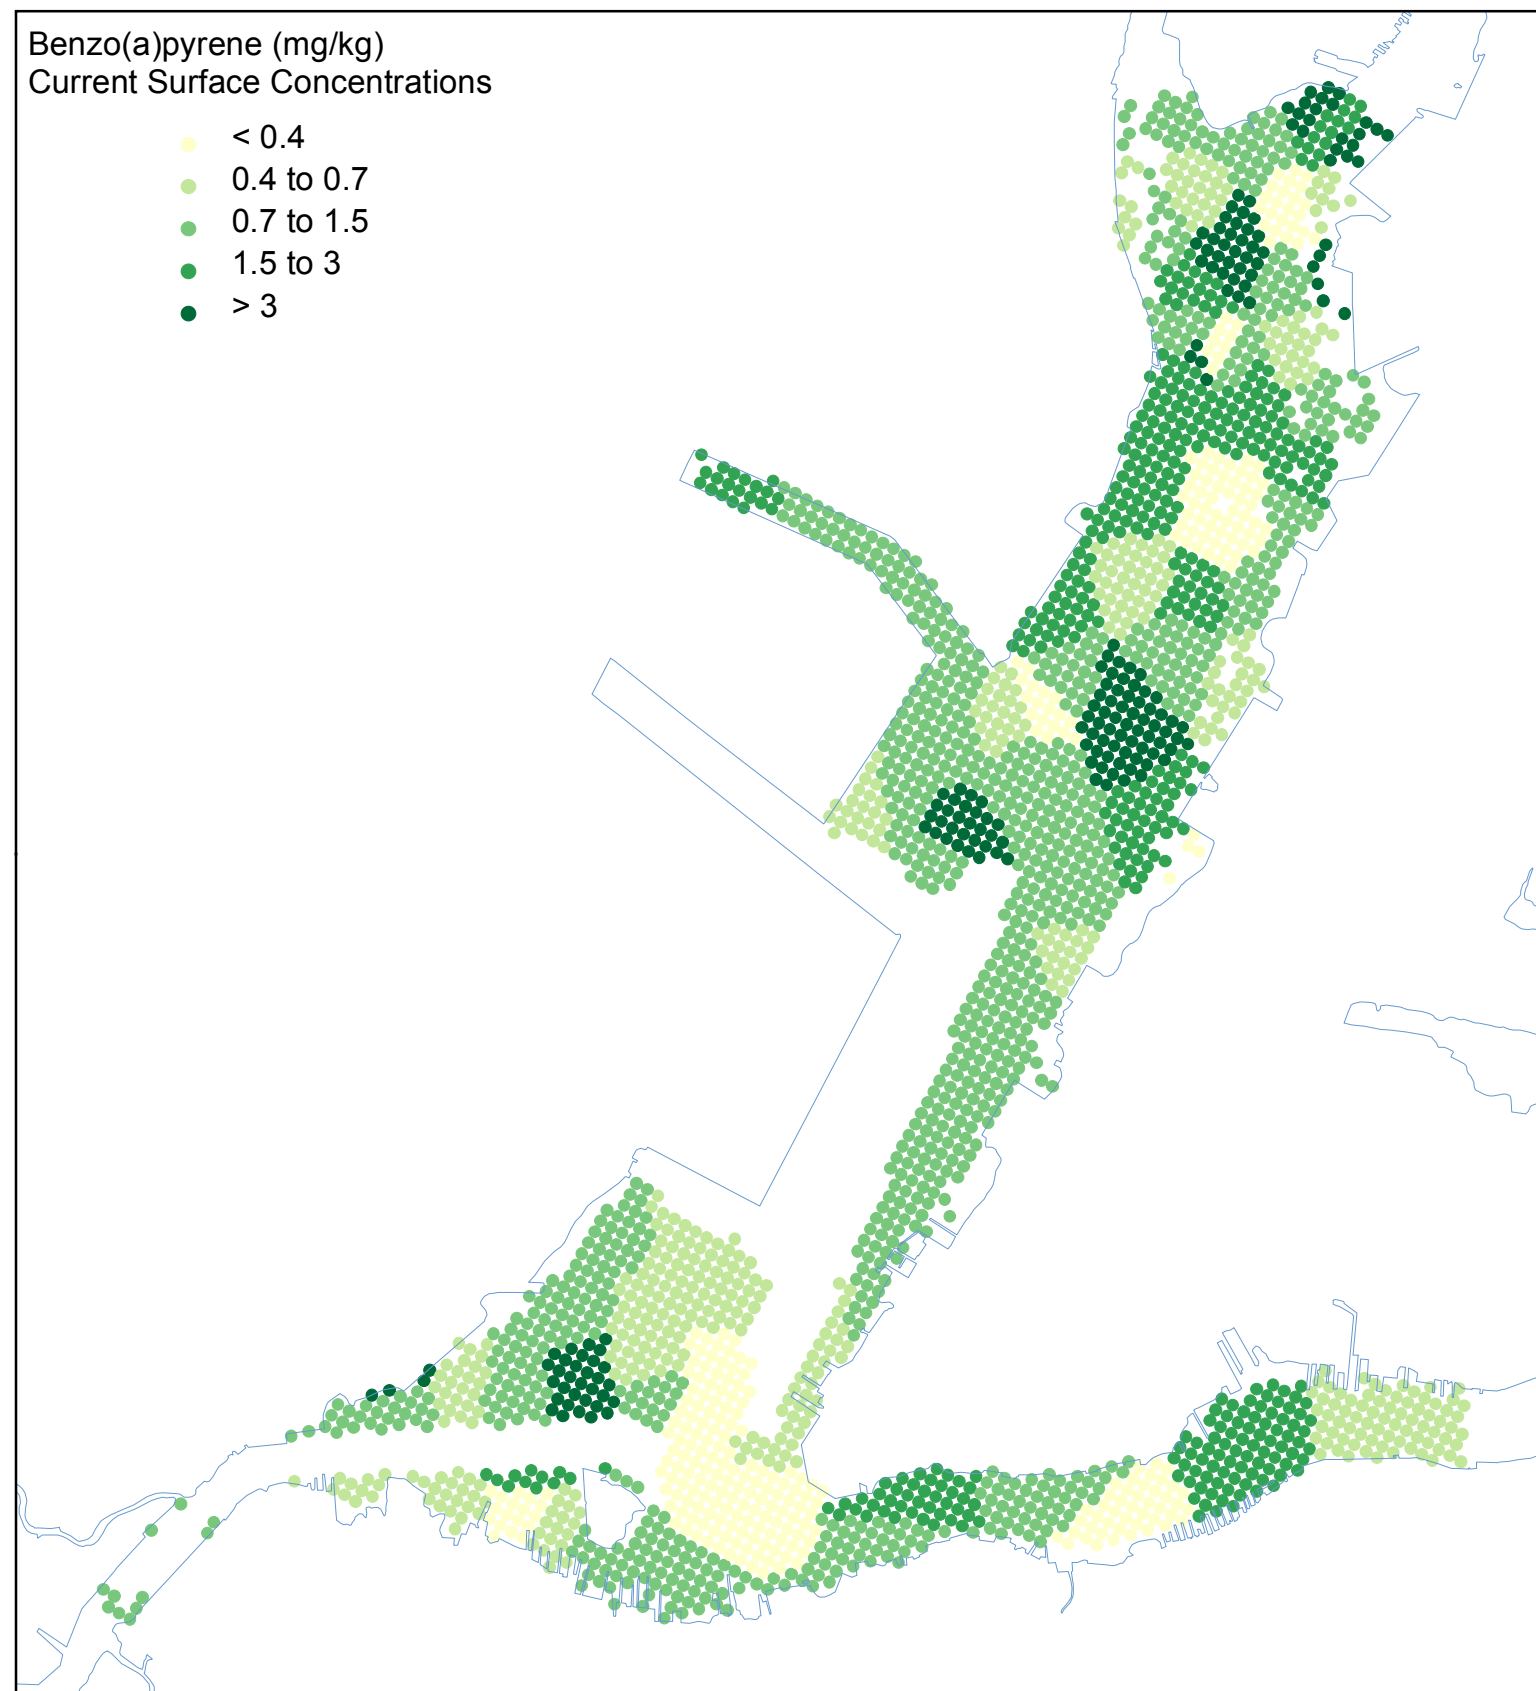 Benzo(a)pyrene (mg/kg)
Current Surface Concentrations
< 0.4
0.4 to 0.7
0.7 to 1.5
1.5 to 3
> 3